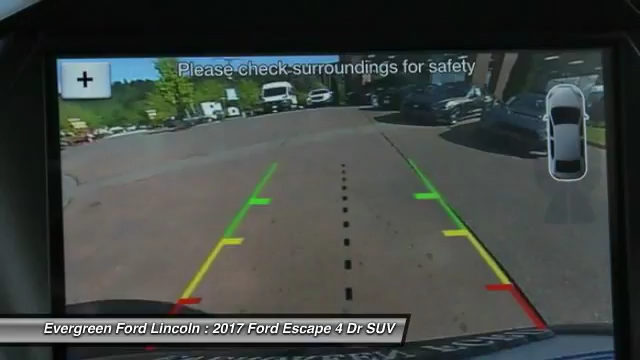 Please check surroundings for safety
+
Evergreen Ford Lincoln : 2017 Ford Escape 4 Dr SUV